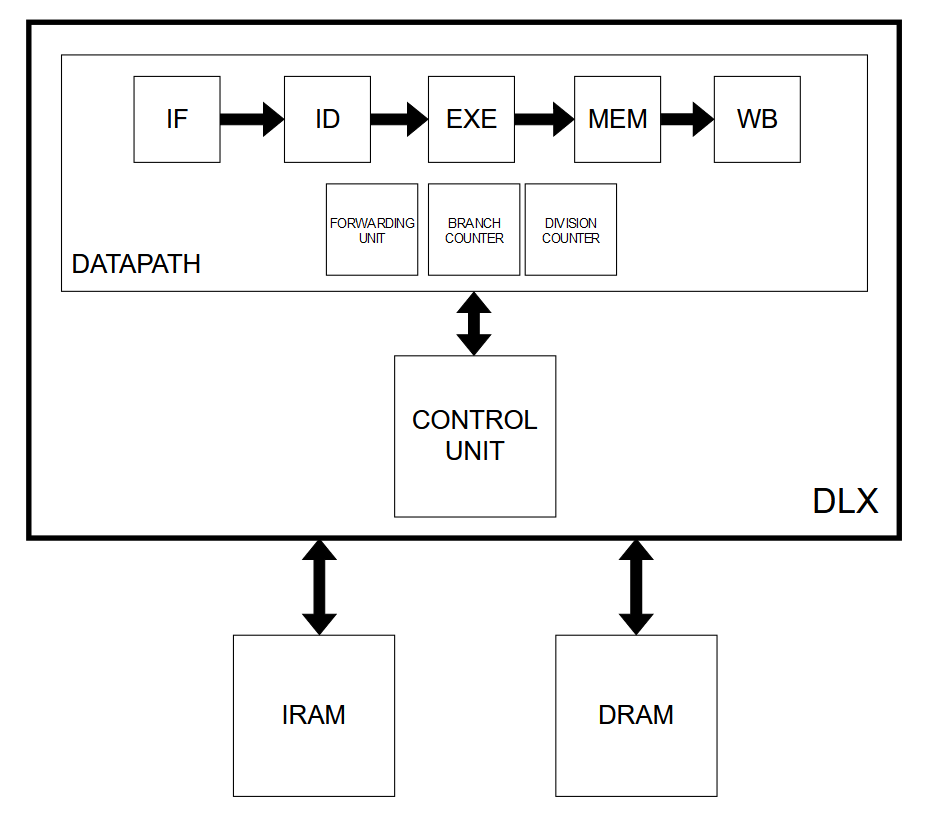 IF
ID
EXE
MEM
WB
FORWARDING
UNIT
BRANCH
COUNTER
DIVISION
COUNTER
DATAPATH
CONTROL
UNIT
DLX
IRAM
DRAM